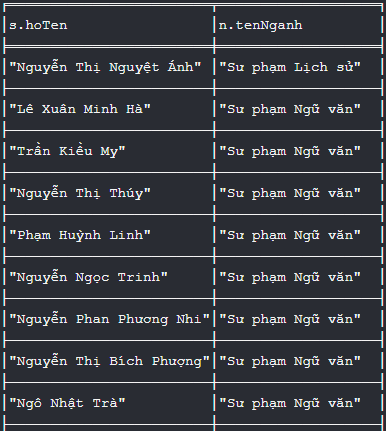 s.hoTen n.tenNganh
"Nguyễn Thị Nguyệt Ánh" "Sư phạm Lịch sử"
"Lê Xuân Minh Hà" "Sư phạm Ngữ văn"
"Trần Kiều My" "Sư phạm Ngữ văn"
"Nguyễn Thị Thúy" "Sư phạm Ngữ văn"
"Phạm Huỳnh Linh" "Sư phạm Ngữ văn"
"Nguyễn Ngọc Trinh" "Sư phạm Ngữ văn"
"Nguyễn Phan Phương Nhi" "Sư phạm Ngữ văn"
"Nguyễn Thị Bích Phượng" "Sư phạm Ngữ văn"
"Ngô Nhật Trà" "Sư phạm Ngữ văn"